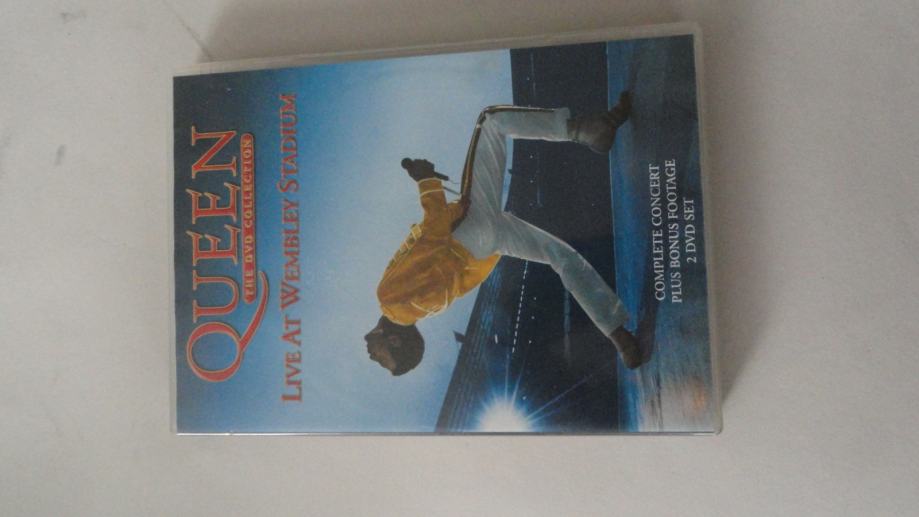 QUEEN
THE DVD COLLECTION
LIVE AT WEMBLEY STADIUM
COMPLETE CONCERT
PLUS BONUS FOOTAGE
2 DVD SET